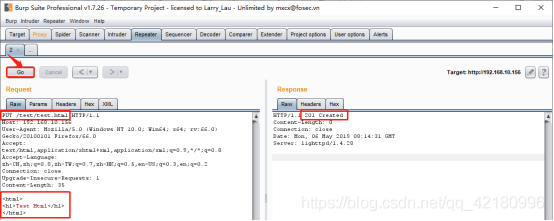 Burp Suite Professional v1.7.26 - Temporary Project - licensed to Larry_Lau - Unlimited by mxcx@fosec.vn
Burp Intruder Repeater Window Help
Target Proxy Spider Scanner Intruder Repeater Sequencer Decoder Comparer Extender Project options User options Alerts
2 × ...
Go Cancel < | ▼ > | ▼ Target: http://192.168.10.156
Request
Raw Params Headers Hex XML
PUT /text/test.html HTTP/1.1
Host: 192.168.10.156
User-Agent: Mozilla/5.0 (Windows NT 10.0; Win64; x64; rv:66.0)
Gecko/20100101 Firefox/66.0
Accept:
text/html,application/xhtml+xml,application/xml;q=0.9,*/*;q=0.8
Accept-Language:
zh-CN,zh;q=0.8,zh-TW;q=0.7,zh-HK;q=0.5,en-US;q=0.3,en;q=0.2
Connection: close
Upgrade-Insecure-Requests: 1
Content-Length: 35
<html>
<h1>Test Html</h1>
</html>
Response
Raw Headers Hex
HTTP/1.1 201 Created
Content-Length: 0
Connection: close
Date: Mon, 06 May 2019 08:14:31 GMT
Server: lighttpd/1.4.28
https://blog.csdn.net/qq_42180996